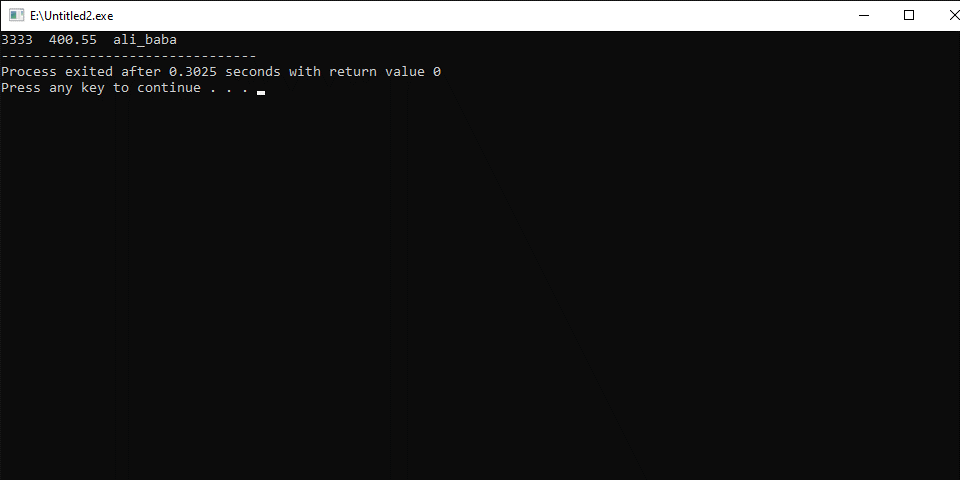 E:\Untitled2.exe
3333  400.55  ali_baba
--------------------------------
Process exited after 0.3025 seconds with return value 0
Press any key to continue . . .